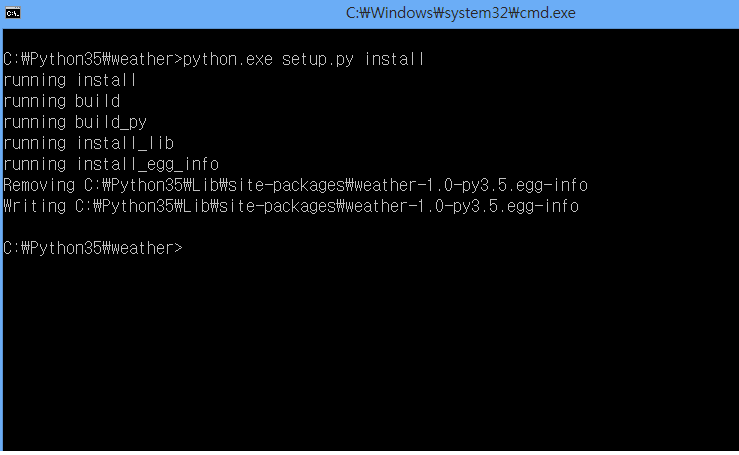 C:₩Windows₩system32₩cmd.exe
C:₩Python35₩weather>python.exe setup.py install
running install
running build
running build_py
running install_lib
running install_egg_info
Removing C:₩Python35₩Lib₩site-packages₩weather-1.0-py3.5.egg-info
Writing C:₩Python35₩Lib₩site-packages₩weather-1.0-py3.5.egg-info
C:₩Python35₩weather>